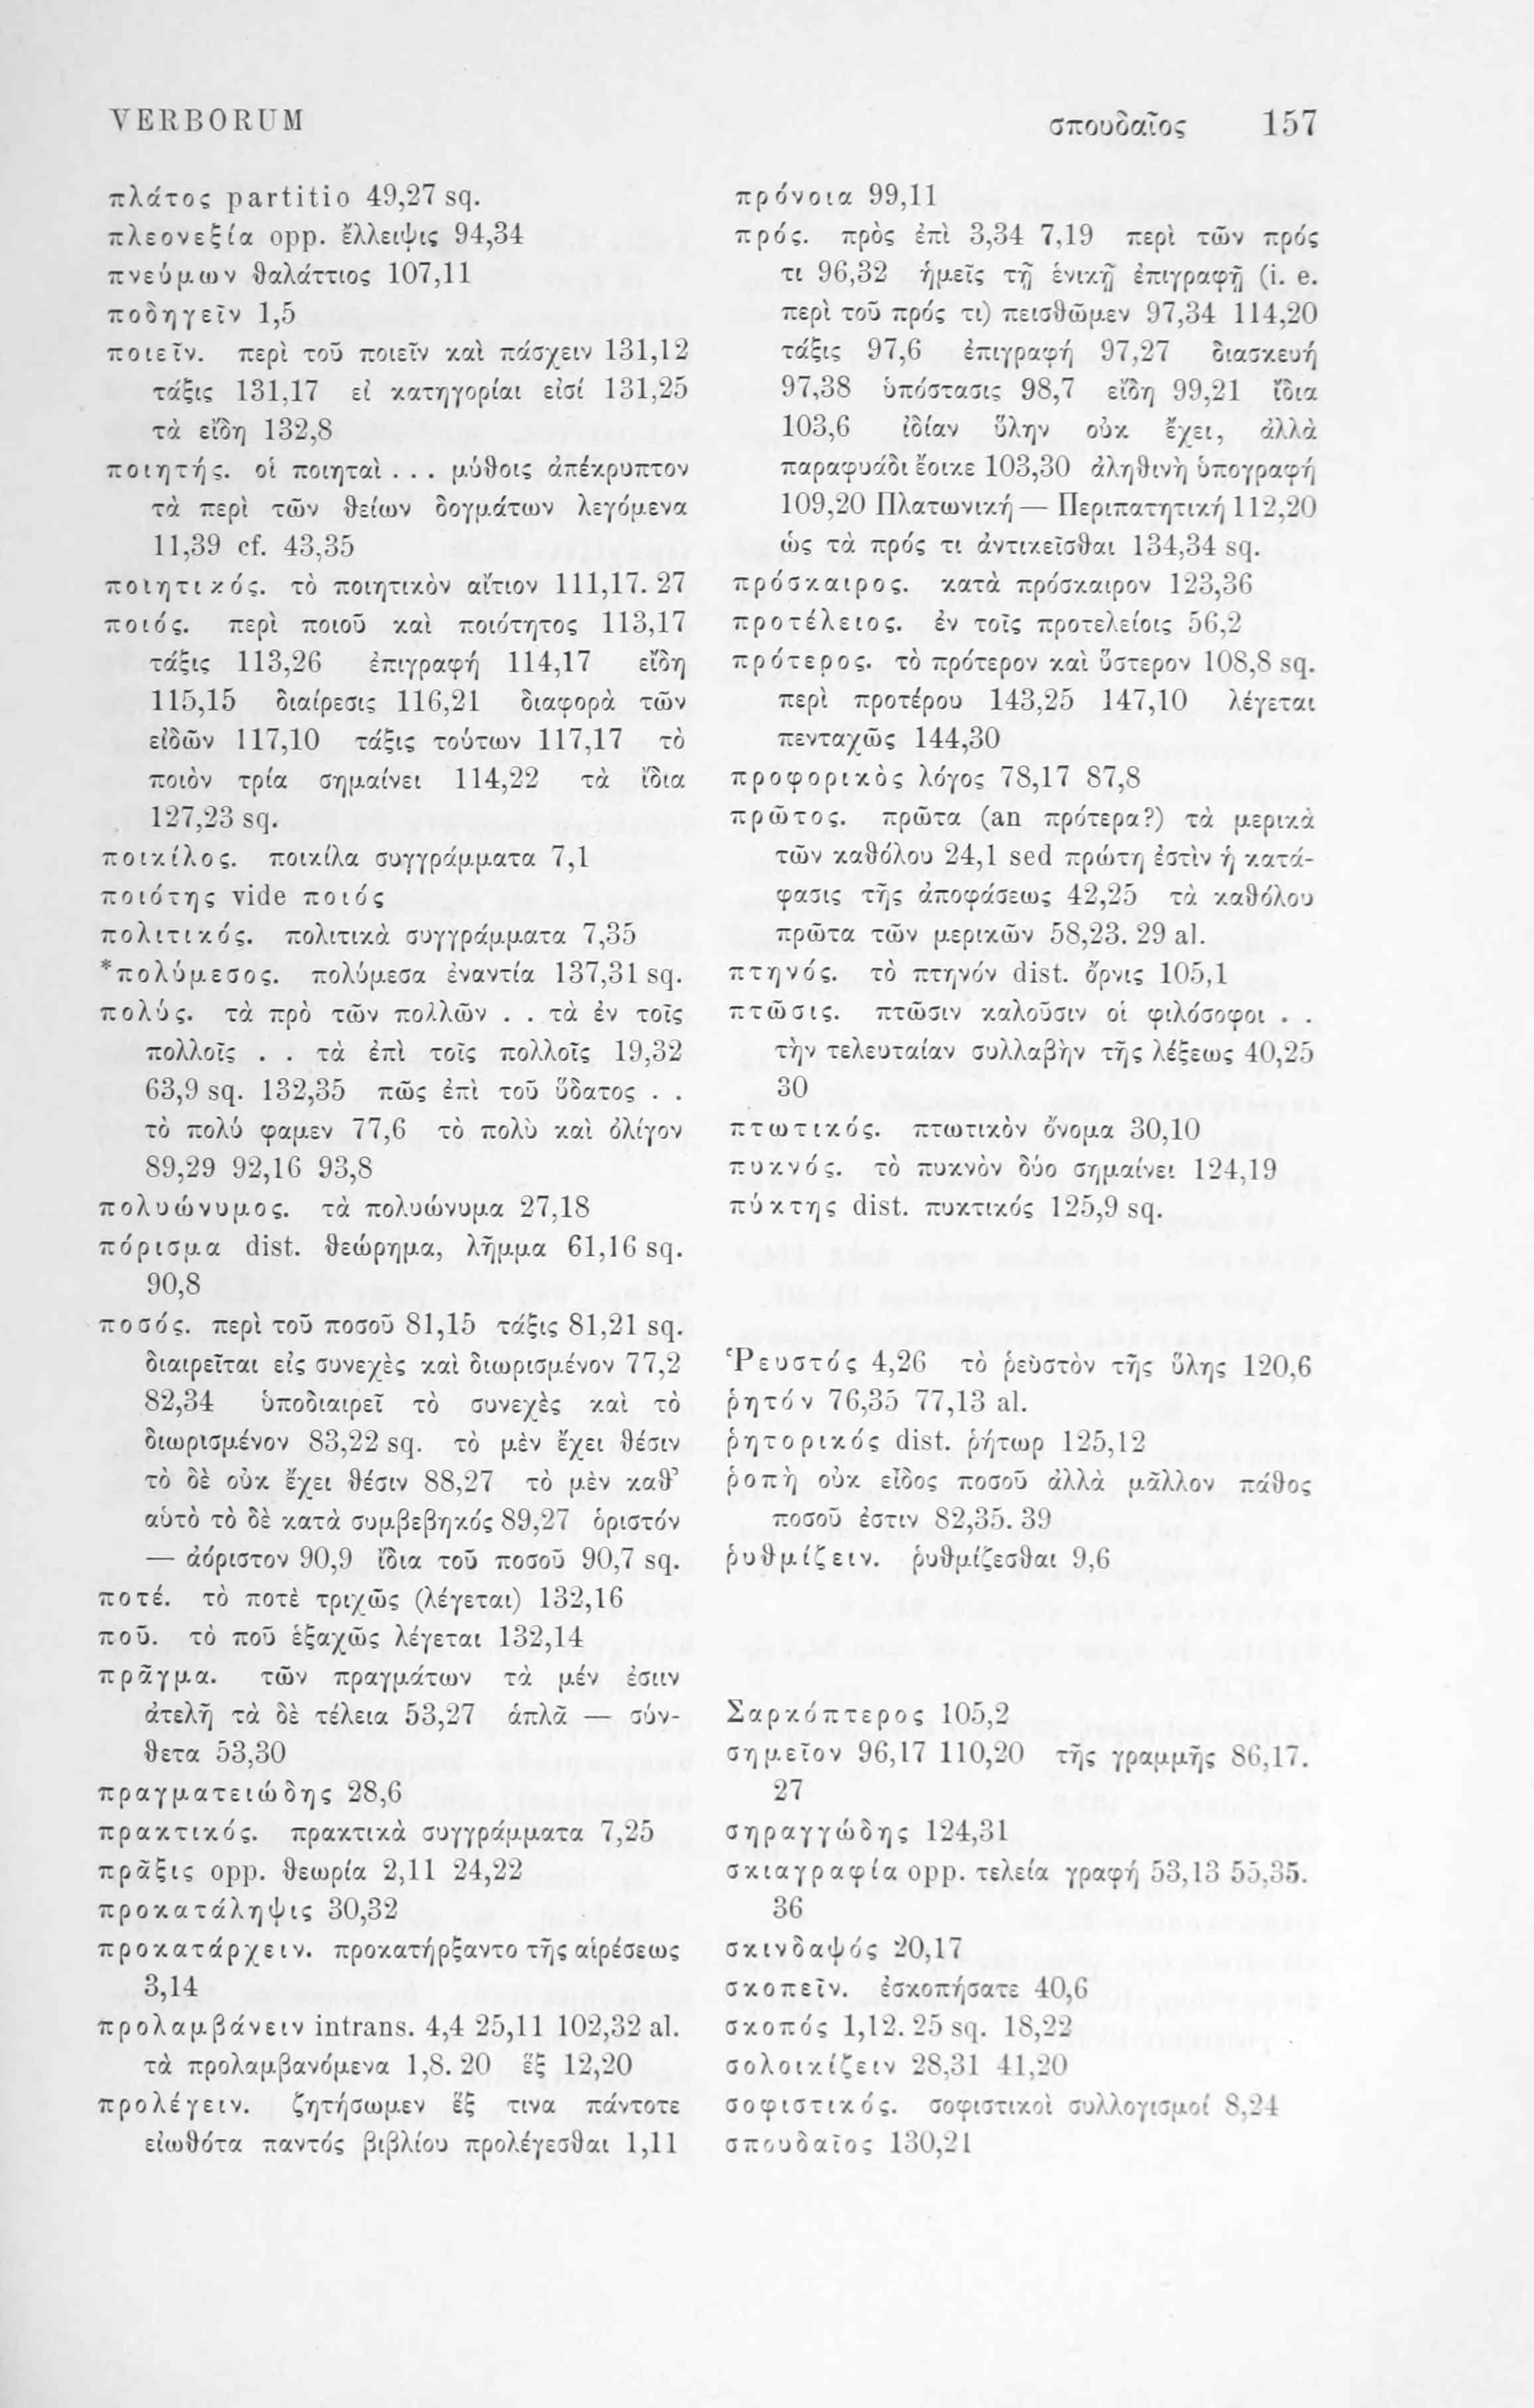 VERBORUM
σπουδαῖος 157
πλάτος partitio 49,27 sq.
πλεονεξία opp. ἔλλειψις 94,34
πνεύμων θαλάττιος 107,11
ποδηγεῖν 1,5
ποιεῖν. περὶ τοῦ ποιεῖν καὶ πάσχειν 131,12
τάξις 131,17 εἰ κατηγορίαι εἰσί 131,25
τὰ εἴδη 132,8
ποιητής. οἱ ποιηταὶ . . . μύθοις ἀπέκρυπτον
τὰ περὶ τῶν θείων δογμάτων λεγόμενα
11,39 cf. 43,35
ποιητικός. τὸ ποιητικὸν αἴτιον 111,17. 27
ποιός. περὶ ποιοῦ καὶ ποιότητος 113,17
τάξις 113,26 ἐπιγραφή 114,17 εἴδη
115,15 διαίρεσις 116,21 διαφορὰ τῶν
εἰδῶν 117,10 τάξις τούτων 117,17 τὸ
ποιὸν τρία σημαίνει 114,22 τὰ ἴδια
127,23 sq.
ποικίλος. ποικίλα συγγράμματα 7,1
ποιότης vide ποιός
πολιτικός. πολιτικὰ συγγράμματα 7,35
*πολύμεσος. πολύμεσα ἐναντία 137,31 sq.
πολύς. τὰ πρὸ τῶν πολλῶν . . τὰ ἐν τοῖς
πολλοῖς . . τὰ ἐπὶ τοῖς πολλοῖς 19,32
63,9 sq. 132,35 πῶς ἐπὶ τοῦ ὕδατος . .
τὸ πολύ φαμεν 77,6 τὸ πολὺ καὶ ὀλίγον
89,29 92,16 93,8
πολυώνυμος. τὰ πολυώνυμα 27,18
πόρισμα dist. θεώρημα, λῆμμα 61,16 sq.
90,8
ποσός. περὶ τοῦ ποσοῦ 81,15 τάξις 81,21 sq.
διαιρεῖται εἰς συνεχὲς καὶ διωρισμένον 77,2
82,34 ὑποδιαιρεῖ τὸ συνεχὲς καὶ τὸ
διωρισμένον 83,22 sq. τὸ μὲν ἔχει θέσιν
τὸ δὲ οὐκ ἔχει θέσιν 88,27 τὸ μὲν καθ’
αὑτὸ τὸ δὲ κατὰ συμβεβηκός 89,27 ὁριστόν
— ἀόριστον 90,9 ἴδια τοῦ ποσοῦ 90,7 sq.
ποτέ. τὸ ποτὲ τριχῶς (λέγεται) 132,16
ποῦ. τὸ ποῦ ἑξαχῶς λέγεται 132,14
πρᾶγμα. τῶν πραγμάτων τὰ μέν ἐσιιν
ἀτελῆ τὰ δὲ τέλεια 53,27 ἁπλᾶ — σύν-
θετα 53,30
πραγματειώδης 28,6
πρακτικός. πρακτικὰ συγγράμματα 7,25
πρᾶξις opp. θεωρία 2,11 24,22
προκατάληψις 30,32
προκατάρχειν. προκατήρξαντο τῆς αἱρέσεως
3,14
προλαμβάνειν intrans. 4,4 25,11 102,32 al.
τὰ προλαμβανόμενα 1,8. 20 ἓξ 12,20
προλέγειν. ζητήσωμεν ἕξ τινα πάντοτε
εἰωθότα παντός βιβλίου προλέγεσθαι 1,11
πρόνοια 99,11
πρός. πρὸς ἐπὶ 3,34 7,19 περὶ τῶν πρός
τι 96,32 ἡμεῖς τῇ ἑνικῇ ἐπιγραφῇ (i. e.
περὶ τοῦ πρός τι) πεισθῶμεν 97,34 114,20
τάξις 97,6 ἐπιγραφή 97,27 διασκευή
97,38 ὑπόστασις 98,7 εἴδη 99,21 ἴδια
103,6 ἰδίαν ὕλην οὐκ ἔχει, ἀλλὰ
παραφυάδι ἔοικε 103,30 ἀληθινὴ ὑπογραφή
109,20 Πλατωνική — Περιπατητική 112,20
ὡς τὰ πρός τι ἀντικεῖσθαι 134,34 sq.
πρόσκαιρος. κατὰ πρόσκαιρον 123,36
προτέλειος. ἐν τοῖς προτελείοις 56,2
πρότερος. τὸ πρότερον καὶ ὕστερον 108,8 sq.
περὶ προτέρου 143,25 147,10 λέγεται
πενταχῶς 144,30
προφορικὸς λόγος 78,17 87,8
πρῶτος. πρῶτα (an πρότερα?) τὰ μερικὰ
τῶν καθόλου 24,1 sed πρώτη ἐστὶν ἡ κατά-
φασις τῆς ἀποφάσεως 42,25 τὰ καθόλου
πρῶτα τῶν μερικῶν 58,23. 29 al.
πτηνός. τὸ πτηνόν dist. ὄρνις 105,1
πτῶσις. πτῶσιν καλοῦσιν οἱ φιλόσοφοι . .
τὴν τελευταίαν συλλαβὴν τῆς λέξεως 40,25
30
πτωτικός. πτωτικὸν ὄνομα 30,10
πυκνός. τὸ πυκνὸν δύο σημαίνει 124,19
πύκτης dist. πυκτικός 125,9 sq.
Ῥευστός 4,26 τὸ ῥεὺστὸν τῆς ὕλης 120,6
ῥητόν 76,35 77,13 al.
ῥητορικός dist. ῥήτωρ 125,12
ῥοπὴ οὐκ εἶδος ποσοῦ ἀλλὰ μᾶλλον πάθος
ποσοῦ ἐστιν 82,35. 39
ῥυθμίζειν. ῥυθμίζεσθαι 9,6
Σαρκόπτερος 105,2
σημεῖον 96,17 110,20 τῆς γραμμῆς 86,17.
27
σηραγγώδης 124,31
σκιαγραφία opp. τελεία γραφή 53,13 55,35.
36
σκινδαψός 20,17
σκοπεῖν. ἐσκοπήσατε 40,6
σκοπός 1,12. 25 sq. 18,22
σολοικίζειν 28,31 41,20
σοφιστικός. σοφιστικοὶ συλλογισμοί 8,24
σπουδαῖος 130,21